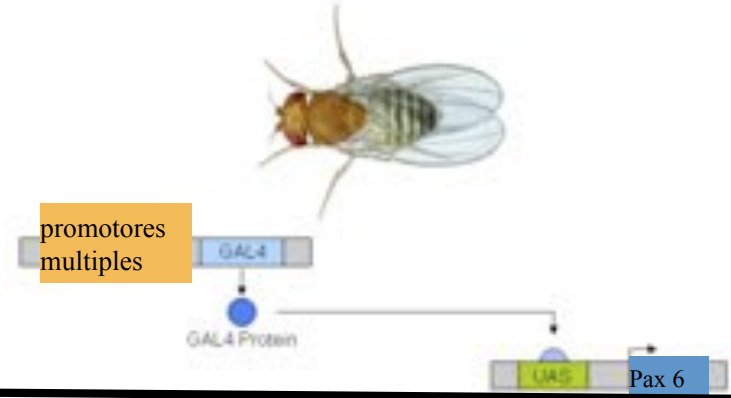 promotores
multiples
GAL4
GAL4 Protein
UAS
Pax 6